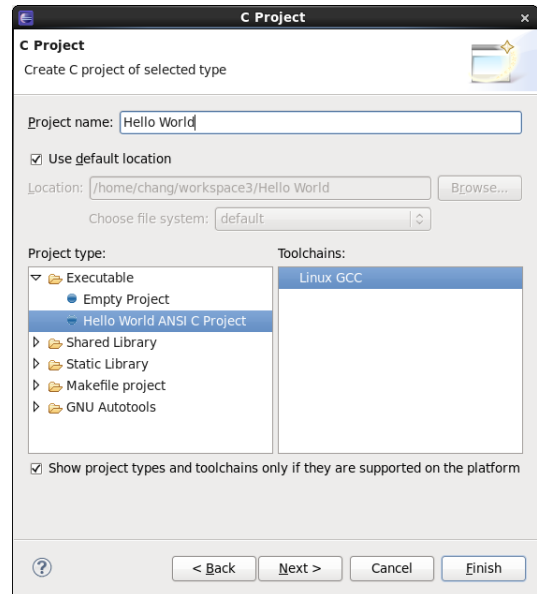 C Project
C Project
Create C project of selected type
Project name: Hello World
Use default location
Location: /home/chang/workspace3/Hello World Browse...
Choose file system: default
Project type: Toolchains:
Executable Linux GCC
Empty Project
Hello World ANSI C Project
Shared Library
Static Library
Makefile project
GNU Autotools
Show project types and toolchains only if they are supported on the platform
? < Back Next > Cancel Finish